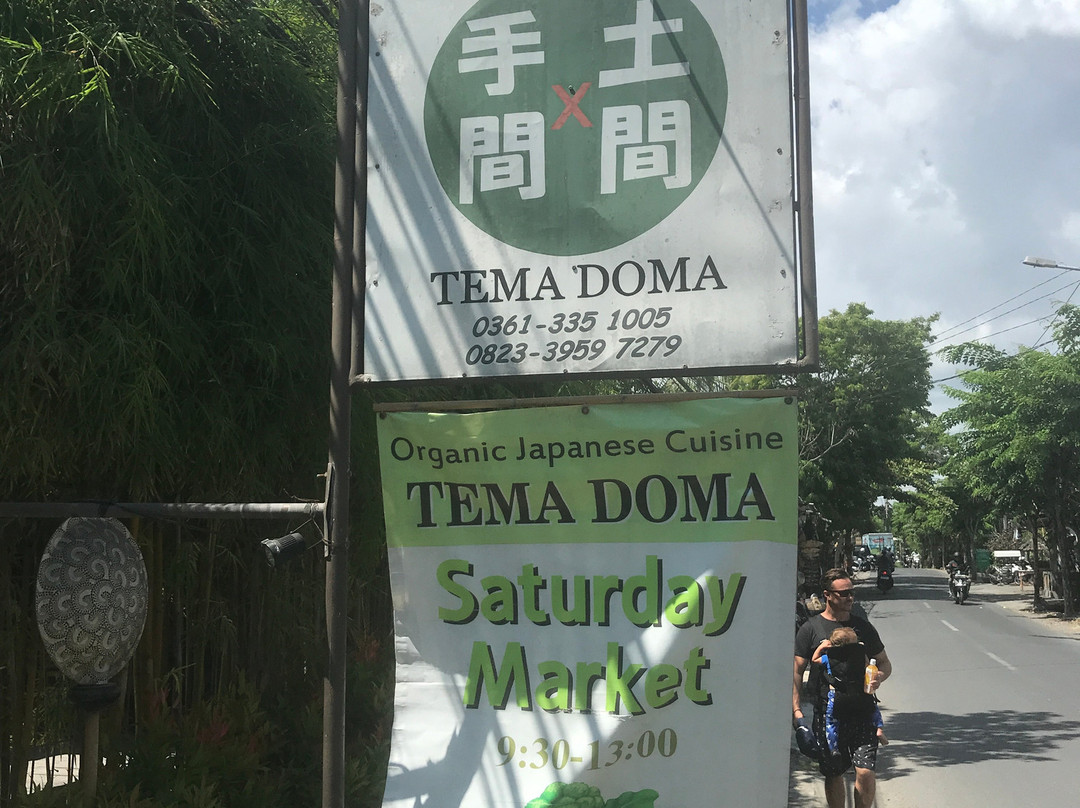 手 土
×
間 間
TEMA DOMA
0361-335 1005
0823-3959 7279
Organic Japanese Cuisine
TEMA DOMA
Saturday
Market
9:30-13:00